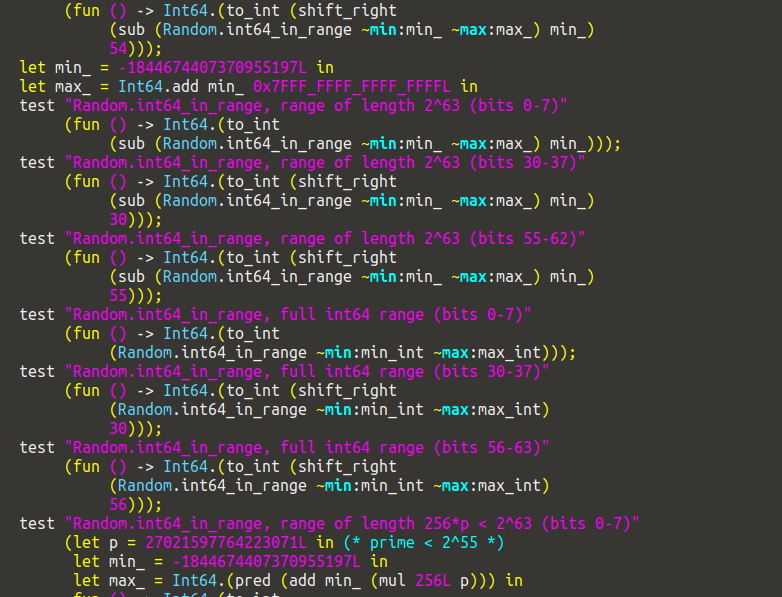 (fun () -> Int64.(to_int (shift_right
(sub (Random.int64_in_range ~min:min_ ~max:max_) min_)
54)));
let min_ = -1844674407370955197L in
let max_ = Int64.add min_ 0x7FFF_FFFF_FFFF_FFFFL in
test "Random.int64_in_range, range of length 2^63 (bits 0-7)"
(fun () -> Int64.(to_int
(sub (Random.int64_in_range ~min:min_ ~max:max_) min_)));
test "Random.int64_in_range, range of length 2^63 (bits 30-37)"
(fun () -> Int64.(to_int (shift_right
(sub (Random.int64_in_range ~min:min_ ~max:max_) min_)
30)));
test "Random.int64_in_range, range of length 2^63 (bits 55-62)"
(fun () -> Int64.(to_int (shift_right
(sub (Random.int64_in_range ~min:min_ ~max:max_) min_)
55)));
test "Random.int64_in_range, full int64 range (bits 0-7)"
(fun () -> Int64.(to_int
(Random.int64_in_range ~min:min_int ~max:max_int)));
test "Random.int64_in_range, full int64 range (bits 30-37)"
(fun () -> Int64.(to_int (shift_right
(Random.int64_in_range ~min:min_int ~max:max_int)
30)));
test "Random.int64_in_range, full int64 range (bits 56-63)"
(fun () -> Int64.(to_int (shift_right
(Random.int64_in_range ~min:min_int ~max:max_int)
56)));
test "Random.int64_in_range, range of length 256*p < 2^63 (bits 0-7)"
(let p = 27021597764223071L in (* prime < 2^55 *)
let min_ = -1844674407370955197L in
let max_ = Int64.(pred (add min_ (mul 256L p))) in